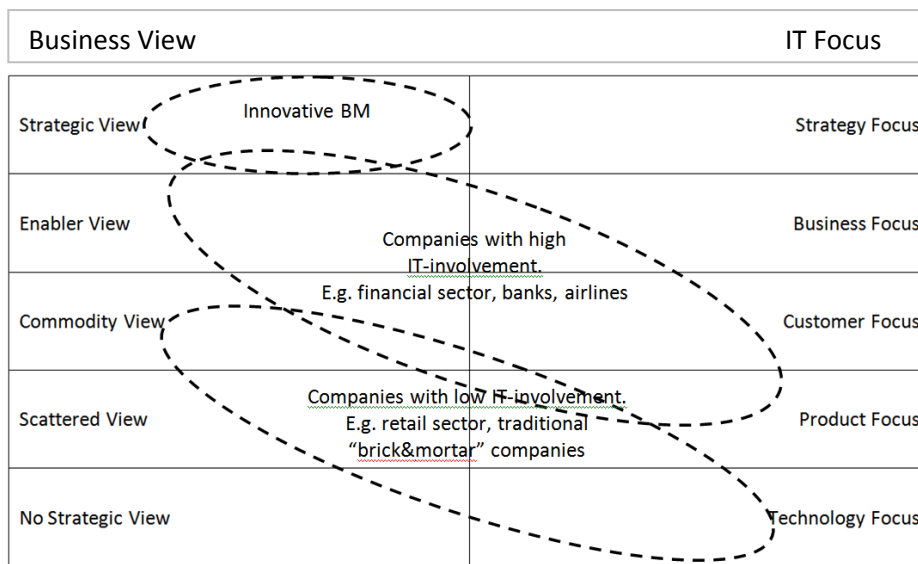 Business View IT Focus
Strategic View Innovative BM Strategy Focus
Enabler View Business Focus
Companies with high
IT-involvement.
E.g. financial sector, banks, airlines
Commodity View Customer Focus
Companies with low IT-involvement.
Scattered View E.g. retail sector, traditional Product Focus
“brick&mortar” companies
No Strategic View Technology Focus